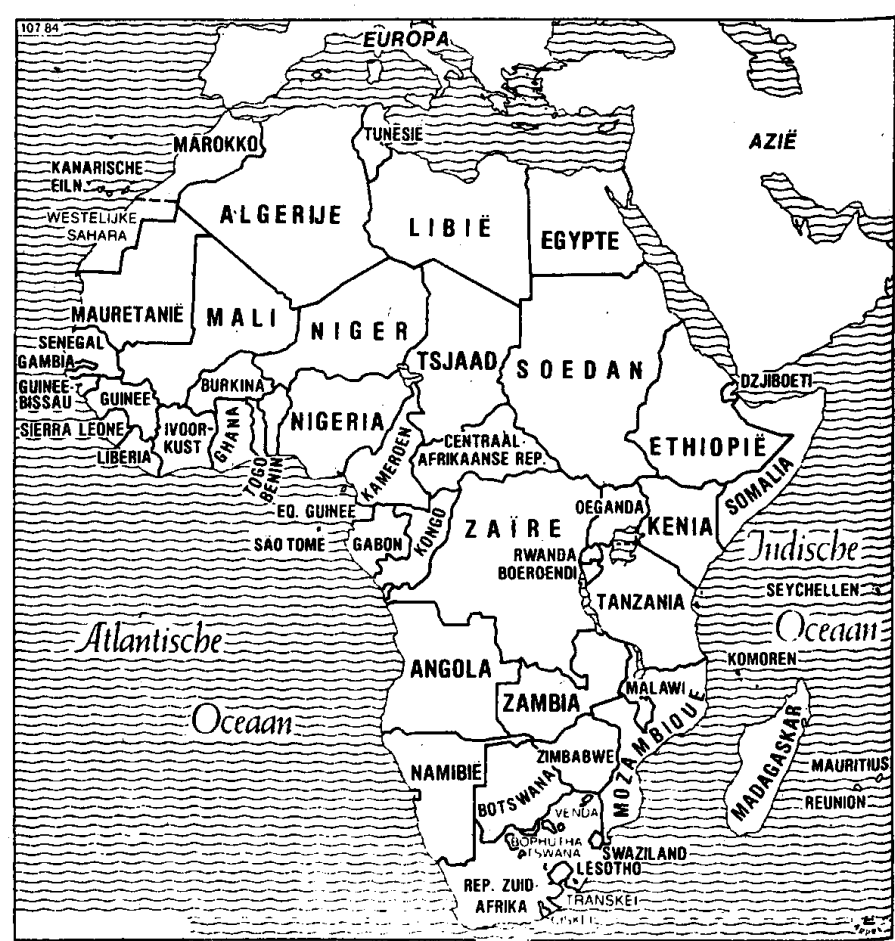 107 84
EUROPA
AZIË
MAROKKO
TUNESIE
KANARISCHE
EILN.
WESTELIJKE
SAHARA
ALGERIJE
LIBIË
EGYPTE
MAURETANIË
MALI
NIGER
TSJAAD
SOEDAN
SENEGAL
GAMBIA
GUINEE-
BISSAU
GUINEE
BURKINA
NIGERIA
DZJIBOETI
SIERRA LEONE
IVOOR-
KUST
GHANA
LIBERIA
TOGO
BENIN
KAMEROEN
CENTRAAL-
AFRIKAANSE REP.
ETHIOPIË
SOMALIA
EQ. GUINEE
SAO TOMÉ
GABON
KONGO
ZAÏRE
OEGANDA
KENIA
RWANDA
BOEROENDI
Indische
Oceaan
TANZANIA
SEYCHELLEN
Atlantische
Oceaan
KOMOREN
ANGOLA
ZAMBIA
MALAWI
MOZAMBIQUE
MADAGASKAR
MAURITIUS
REUNION
NAMIBIË
BOTSWANA
ZIMBABWE
VENDA
BOPHUTHA
TSWANA
SWAZILAND
LESOTHO
REP. ZUID-
AFRIKA
TRANSKEI
CISKEI